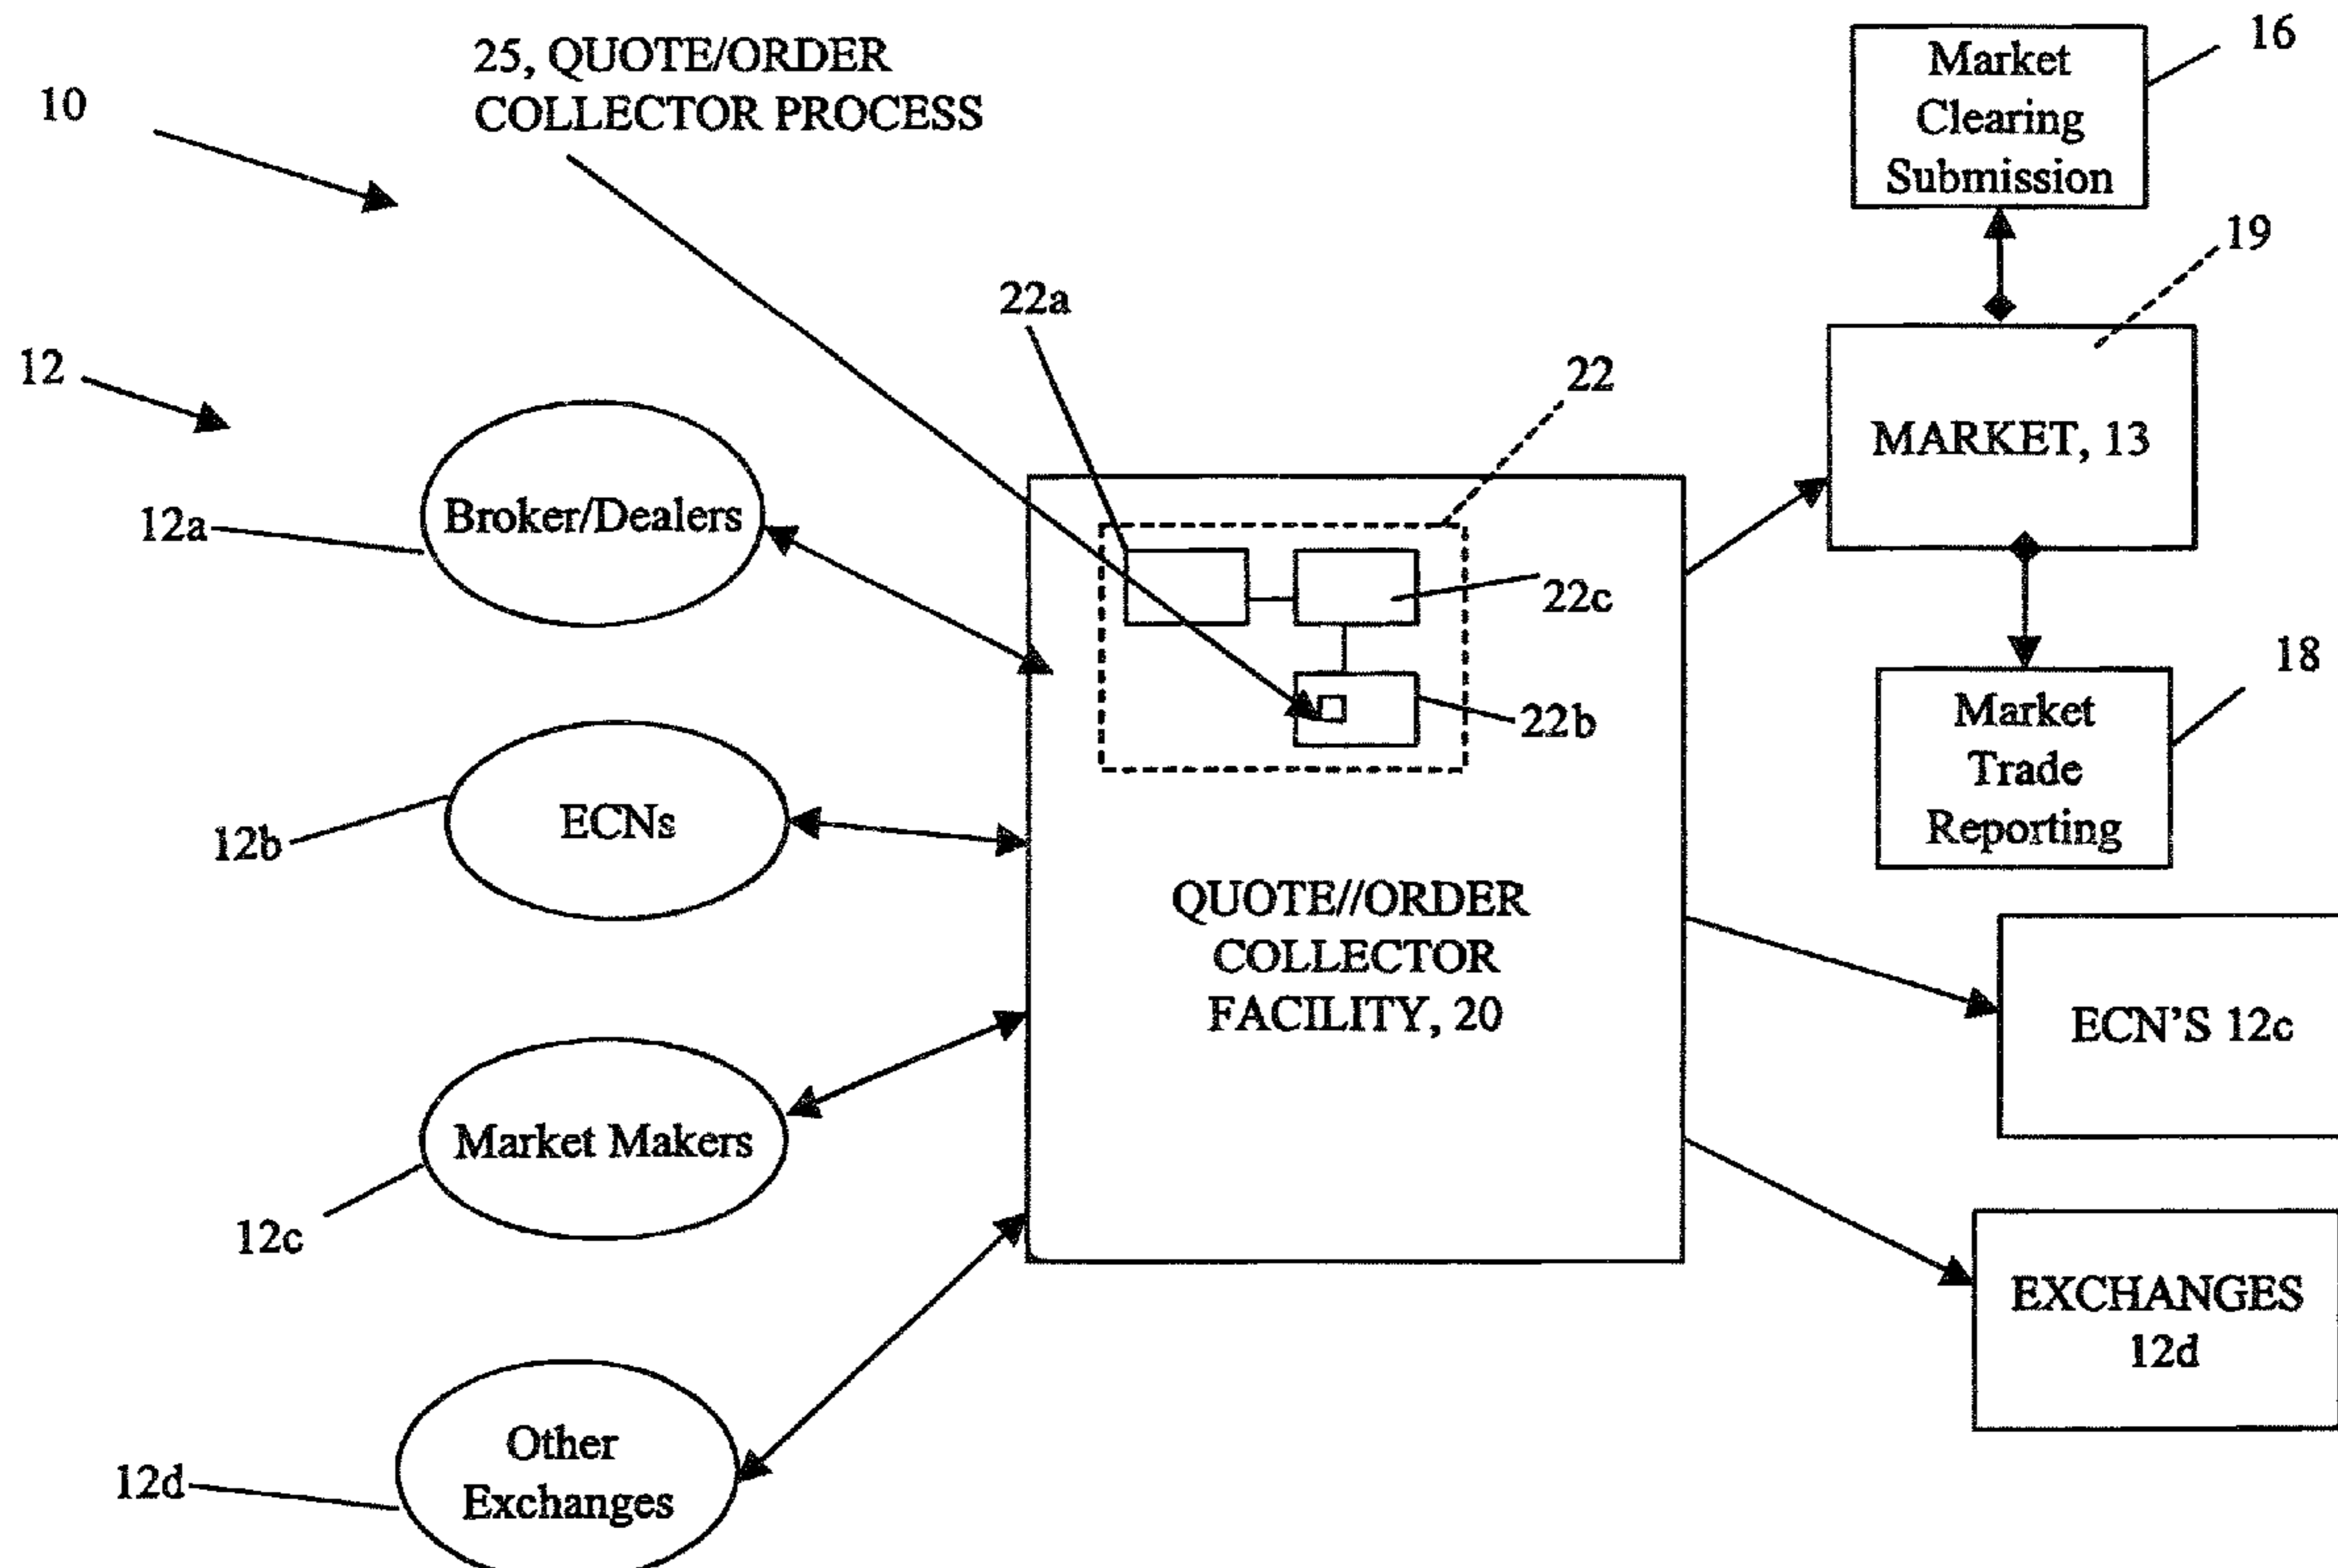 10
25, QUOTE/ORDER
COLLECTOR PROCESS
Market
Clearing
Submission
16
19
22a
22
12
MARKET, 13
Broker/Dealers
12a
22c
22b
18
Market
Trade
Reporting
ECNs
12b
QUOTE//ORDER
COLLECTOR
FACILITY, 20
ECN'S 12c
Market Makers
12c
EXCHANGES
12d
Other
Exchanges
12d